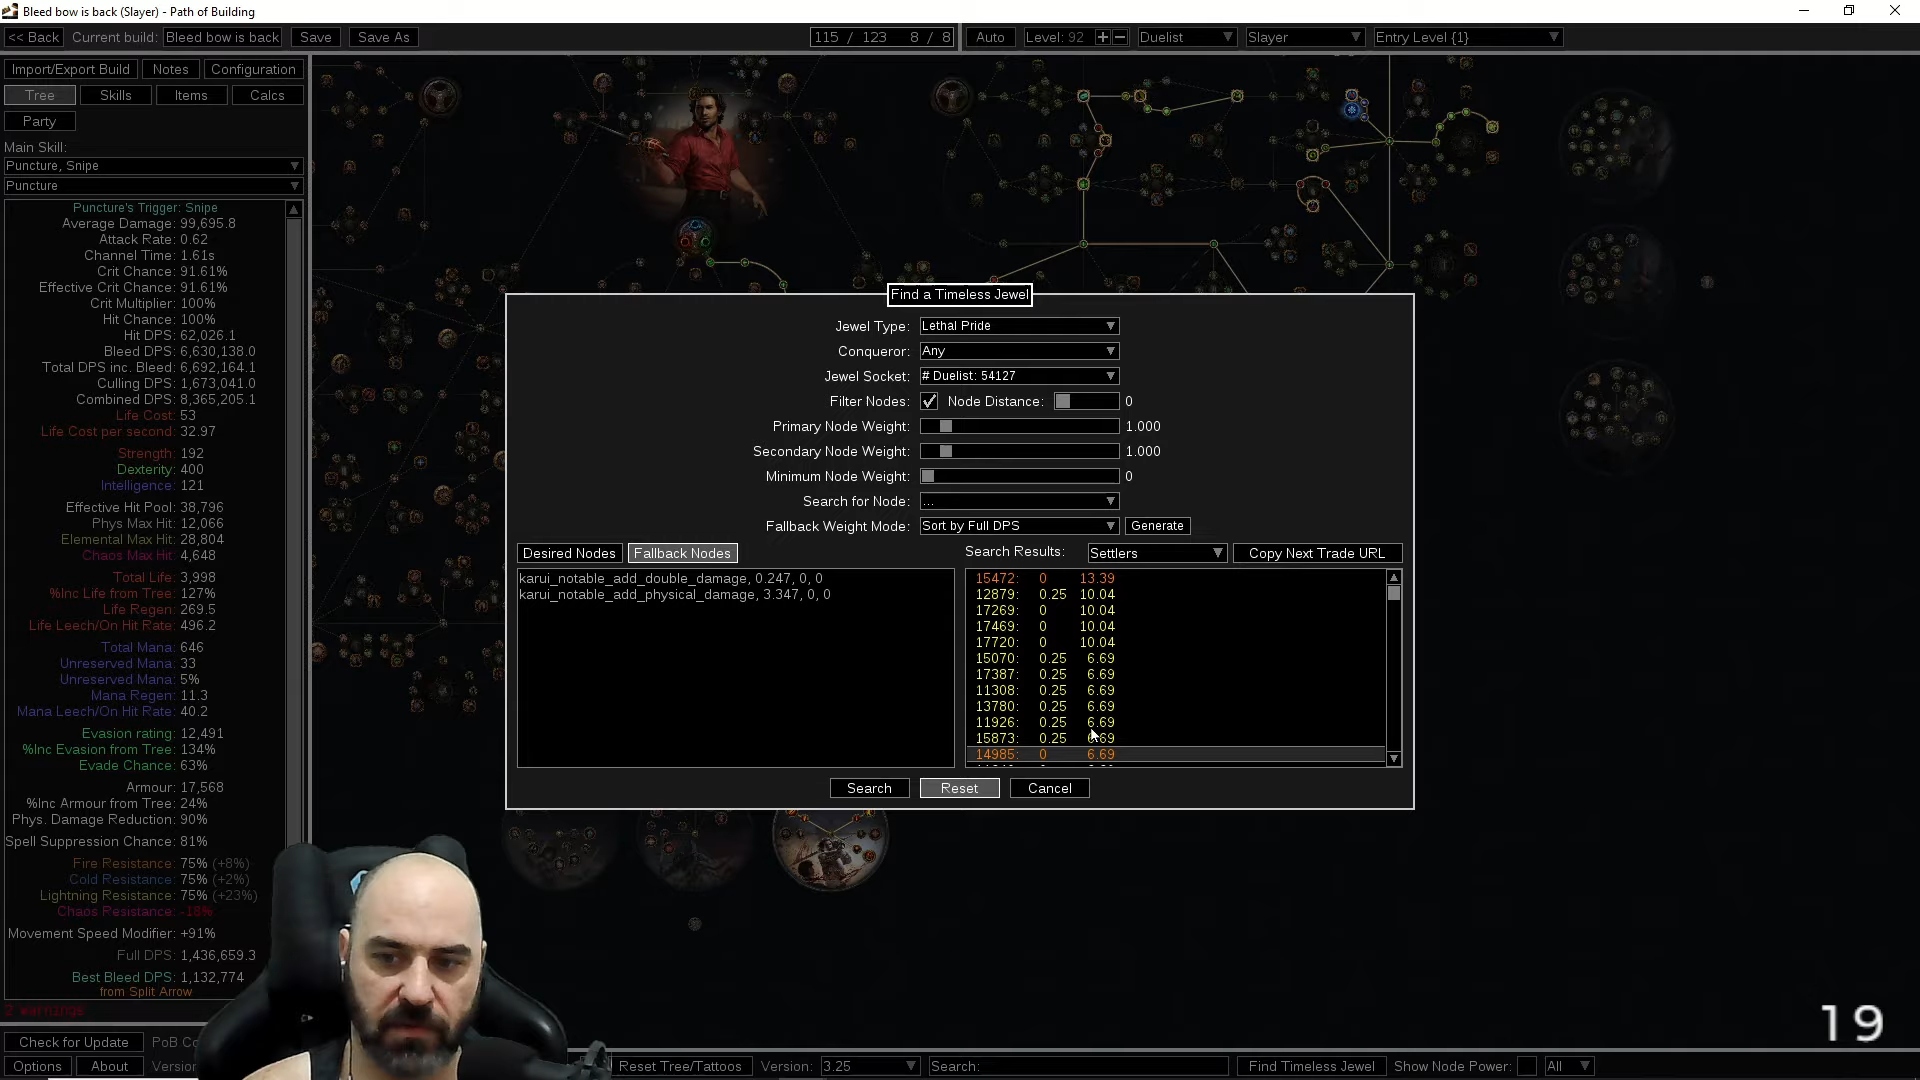 Bleed bow is back (Slayer) - Path of Building
<< Back Current build: Bleed bow is back Save Save As 115 / 123 8 / 8 Auto Level: 92 + - Duelist Slayer Entry Level {1}
Import/Export Build Notes Configuration
Tree Skills Items Calcs
Party
Main Skill:
Puncture, Snipe
Puncture
Puncture's Trigger: Snipe
Average Damage: 99,695.8
Attack Rate: 0.62
Channel Time: 1.61s
Crit Chance: 91.61%
Effective Crit Chance: 91.61%
Crit Multiplier: 100%
Hit Chance: 100%
Hit DPS: 62,026.1
Bleed DPS: 6,630,138.0
Total DPS inc. Bleed: 6,692,164.1
Culling DPS: 1,673,041.0
Combined DPS: 8,365,205.1
Life Cost: 53
Life Cost per second: 32.97
Strength: 192
Dexterity: 400
Intelligence: 121
Effective Hit Pool: 38,796
Phys Max Hit: 12,066
Elemental Max Hit: 28,804
Chaos Max Hit: 4,648
Total Life: 3,998
%Inc Life from Tree: 127%
Life Regen: 269.5
Life Leech/On Hit Rate: 496.2
Total Mana: 646
Unreserved Mana: 33
Unreserved Mana: 5%
Mana Regen: 11.3
Mana Leech/On Hit Rate: 40.2
Evasion rating: 12,491
%Inc Evasion from Tree: 134%
Evade Chance: 63%
Armour: 17,568
%Inc Armour from Tree: 24%
Phys. Damage Reduction: 90%
Spell Suppression Chance: 81%
Fire Resistance: 75% (+8%)
Cold Resistance: 75% (+2%)
Lightning Resistance: 75% (+23%)
Chaos Resistance: -18%
Movement Speed Modifier: +91%
Full DPS: 1,436,659.3
Best Bleed DPS: 1,132,774
from Split Arrow
2 warnings
Check for Update PoB Co
Options About Versio
Find a Timeless Jewel
Jewel Type: Lethal Pride
Conqueror: Any
Jewel Socket: # Duelist: 54127
Filter Nodes: Node Distance: 0
Primary Node Weight: 1.000
Secondary Node Weight: 1.000
Minimum Node Weight: 0
Search for Node: ...
Fallback Weight Mode: Sort by Full DPS Generate
Desired Nodes Fallback Nodes Search Results: Settlers Copy Next Trade URL
karui_notable_add_double_damage, 0.247, 0, 0
karui_notable_add_physical_damage, 3.347, 0, 0
15472: 0 13.39
12879: 0.25 10.04
17269: 0 10.04
17469: 0 10.04
17720: 0 10.04
15070: 0.25 6.69
17387: 0.25 6.69
11308: 0.25 6.69
13780: 0.25 6.69
11926: 0.25 6.69
15873: 0.25 6.69
14985: 0 6.69
Search Reset Cancel
19
Reset Tree/Tattoos Version: 3.25 Search: Find Timeless Jewel Show Node Power: All